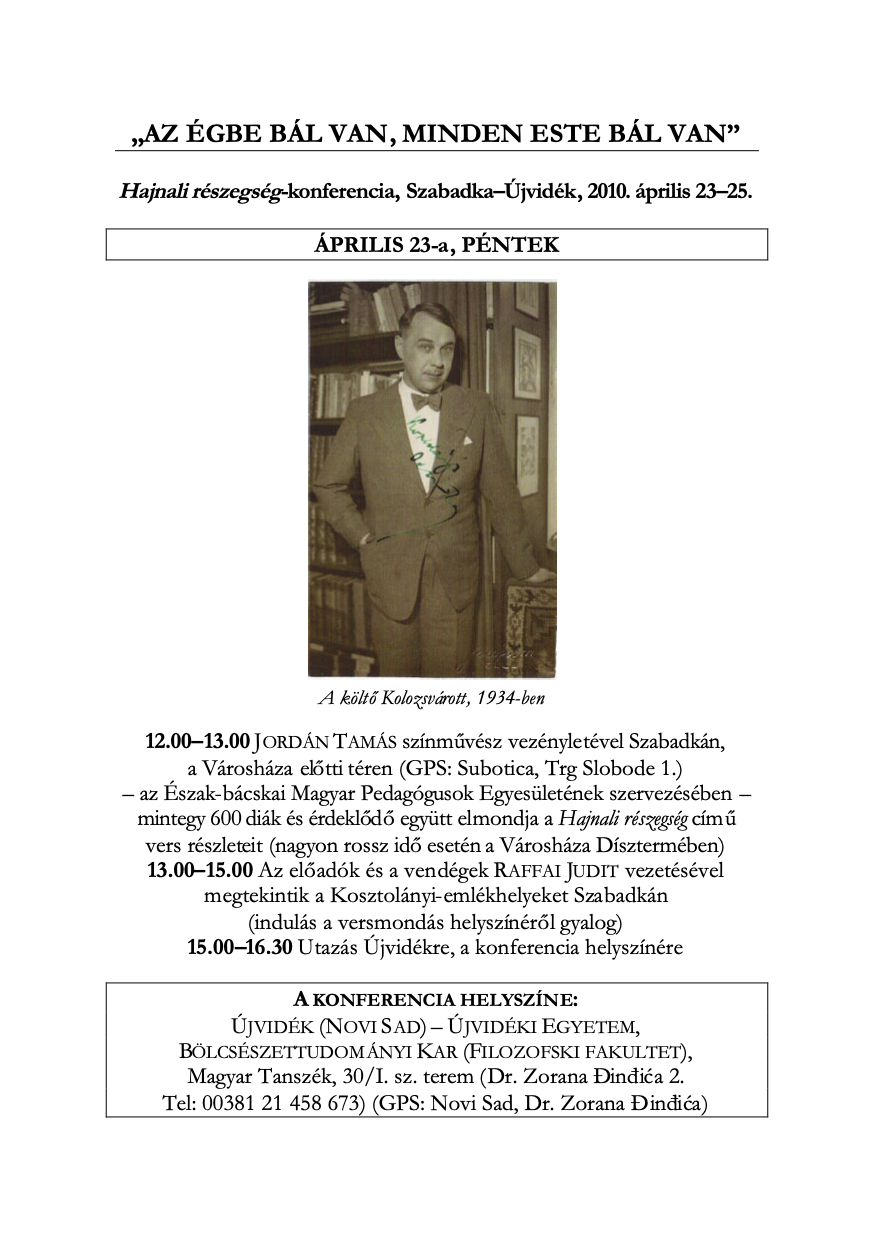 „AZ ÉGBE BÁL VAN, MINDEN ESTE BÁL VAN”
Hajnali részegség-konferencia, Szabadka–Újvidék, 2010. április 23–25.
ÁPRILIS 23-a, PÉNTEK
A költő Kolozsvárott, 1934-ben
12.00–13.00 JORDÁN TAMÁS színművész vezényletével Szabadkán,
a Városháza előtti téren (GPS: Subotica, Trg Slobode 1.)
– az Észak-bácskai Magyar Pedagógusok Egyesületének szervezésében –
mintegy 600 diák és érdeklődő együtt elmondja a Hajnali részegség című
vers részleteit (nagyon rossz idő esetén a Városháza Dísztermében)
13.00–15.00 Az előadók és a vendégek RAFFAI JUDIT vezetésével
megtekintik a Kosztolányi-emlékhelyeket Szabadkán
(indulás a versmondás helyszínéről gyalog)
15.00–16.30 Utazás Újvidékre, a konferencia helyszínére
A KONFERENCIA HELYSZÍNE:
ÚJVIDÉK (NOVI SAD) – ÚJVIDÉKI EGYETEM,
BÖLCSÉSZETTUDOMÁNYI KAR (FILOZOFSKI FAKULTET),
Magyar Tanszék, 30/I. sz. terem (Dr. Zorana Đinđića 2.
Tel: 00381 21 458 673) (GPS: Novi Sad, Dr. Zorana Đinđića)